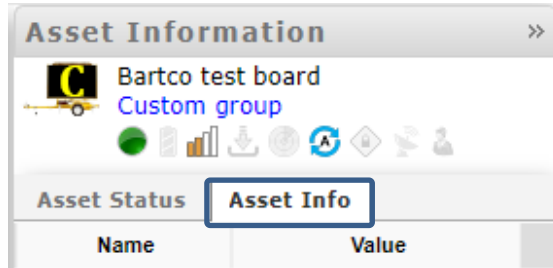 Asset Information »
C Bartco test board
Custom group
A
Asset Status Asset Info
Name Value